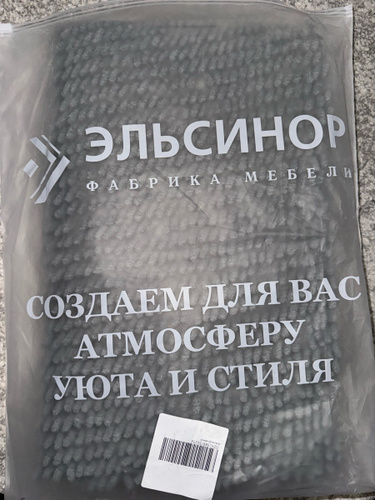 ЭЛЬСИНОР
ФАБРИКА МЕБЕЛИ
СОЗДАЕМ ДЛЯ ВАС
АТМОСФЕРУ
УЮТА И СТИЛЯ